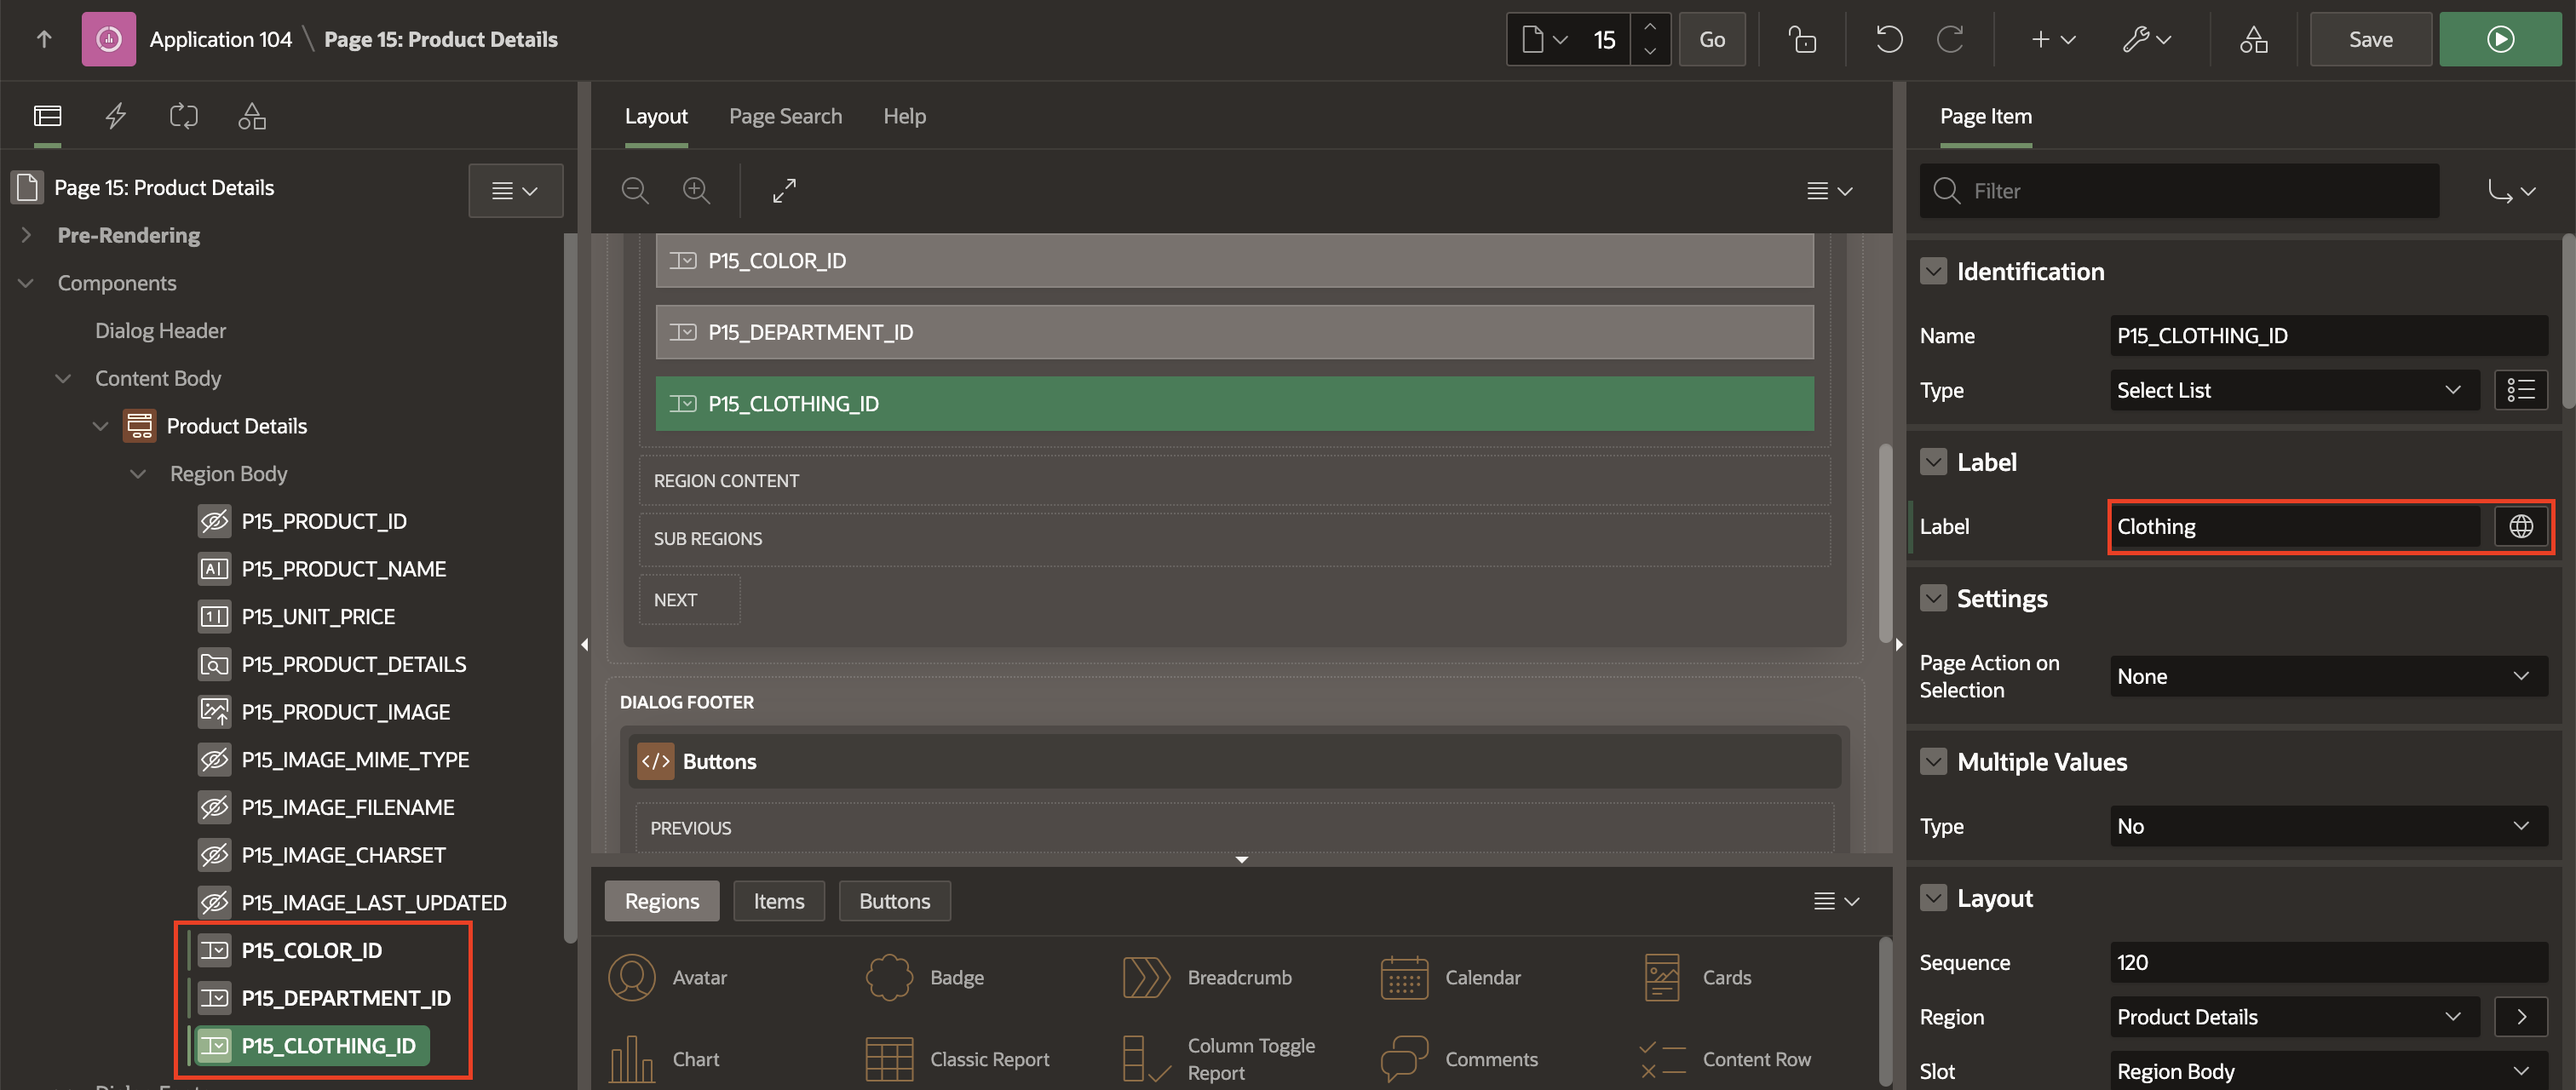 Application 104 \ Page 15: Product Details
15
Go
Save
Page 15: Product Details
Pre-Rendering
Components
Dialog Header
Content Body
Product Details
Region Body
P15_PRODUCT_ID
P15_PRODUCT_NAME
P15_UNIT_PRICE
P15_PRODUCT_DETAILS
P15_PRODUCT_IMAGE
P15_IMAGE_MIME_TYPE
P15_IMAGE_FILENAME
P15_IMAGE_CHARSET
P15_IMAGE_LAST_UPDATED
P15_COLOR_ID
P15_DEPARTMENT_ID
P15_CLOTHING_ID
Layout
Page Search
Help
P15_COLOR_ID
P15_DEPARTMENT_ID
P15_CLOTHING_ID
REGION CONTENT
SUB REGIONS
NEXT
DIALOG FOOTER
Buttons
PREVIOUS
Regions
Items
Buttons
Avatar
Badge
Breadcrumb
Calendar
Cards
Chart
Classic Report
Column Toggle
Report
Comments
Content Row
Page Item
Filter
Identification
Name
P15_CLOTHING_ID
Type
Select List
Label
Label
Clothing
Settings
Page Action on
Selection
None
Multiple Values
Type
No
Layout
Sequence
120
Region
Product Details
Slot
Region Body